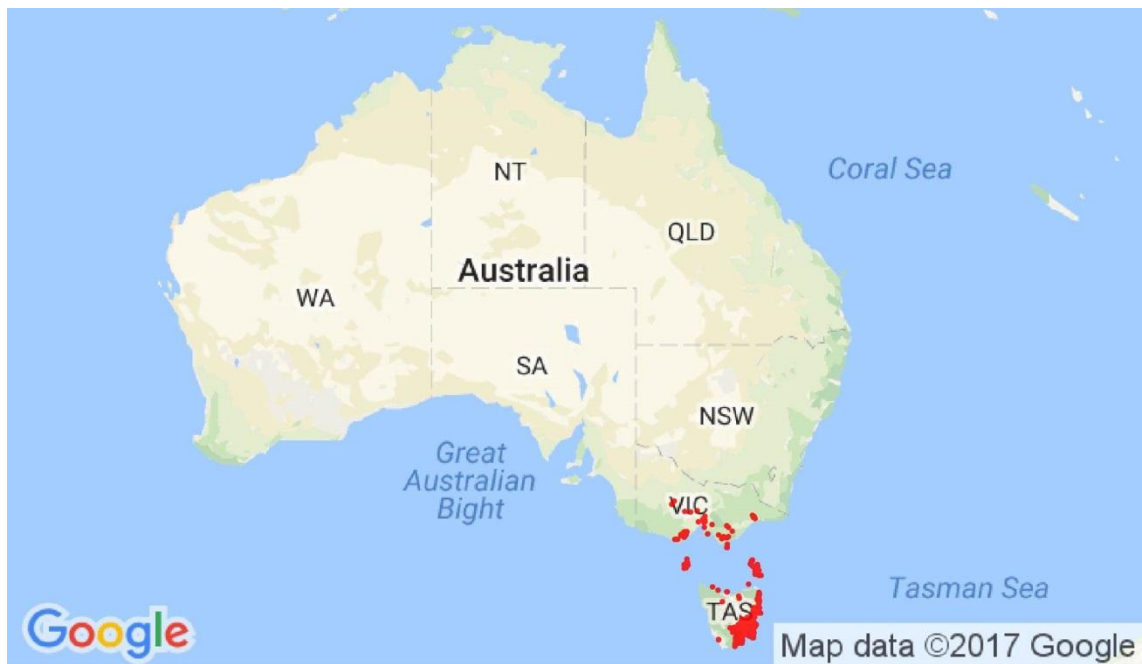 NT
Coral Sea
QLD
Australia
WA
SA
NSW
Great
Australian
Bight
VIC
Tasman Sea
TAS
Google
Map data ©2017 Google